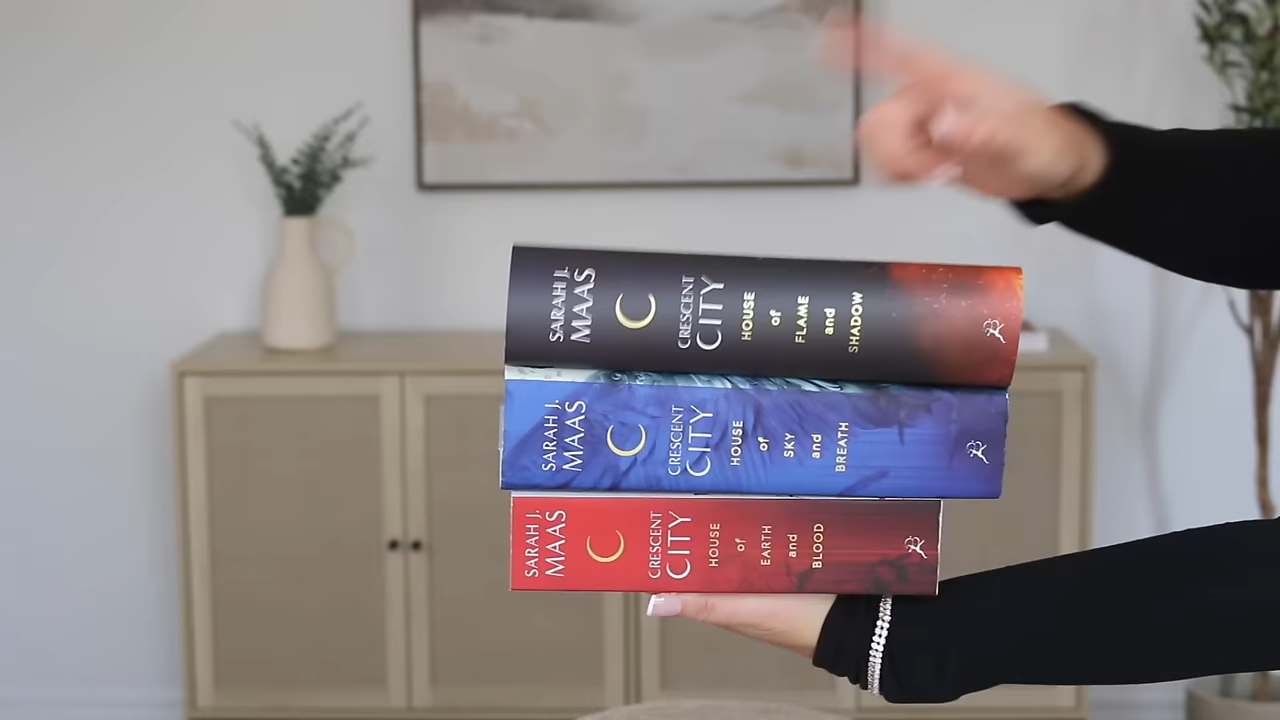 SARAH J.
MAAS
CRESCENT
CITY
HOUSE
of
FLAME
and
SHADOW
SARAH J.
MAAS
CRESCENT
CITY
HOUSE
of
SKY
and
BREATH
SARAH J.
MAAS
CRESCENT
CITY
HOUSE
of
EARTH
and
BLOOD